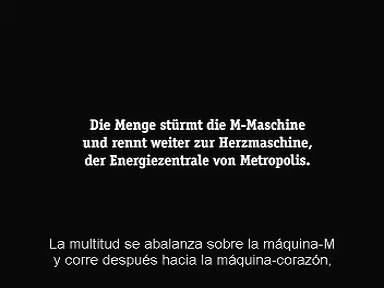 Die Menge stürmt die M-Maschine
und rennt weiter zur Herzmaschine,
der Energiezentrale von Metropolis.
La multitud se abalanza sobre la máquina-M
y corre después hacia la máquina-corazón,